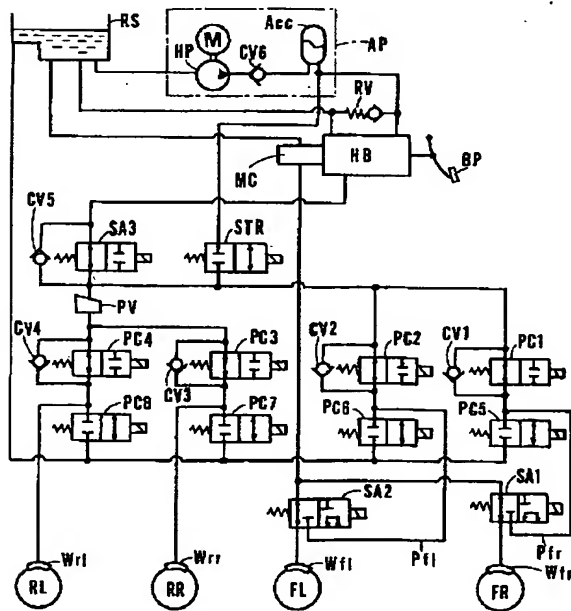 RS
Acc
M
AP
HP
CV6
RV
MC
HB
BP
CV5
SA3
STR
PV
CV4
PC4
CV3
PC3
CV2
PC2
CV1
PC1
PC8
PC7
PC6
PC5
SA2
SA1
Pfl
Pfr
Wrl
Wrr
Wfl
Wfr
RL
RR
FL
FR